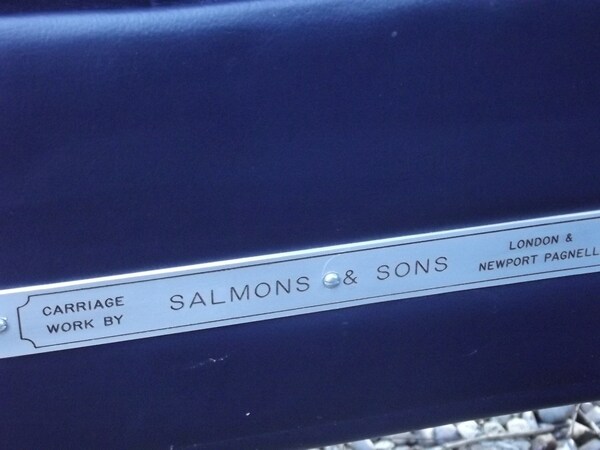 CARRIAGE
WORK BY
SALMONS & SONS
LONDON &
NEWPORT PAGNELL